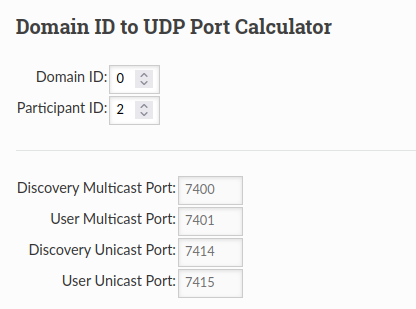 Domain ID to UDP Port Calculator
Domain ID: 0
Participant ID: 2
Discovery Multicast Port: 7400
User Multicast Port: 7401
Discovery Unicast Port: 7414
User Unicast Port: 7415